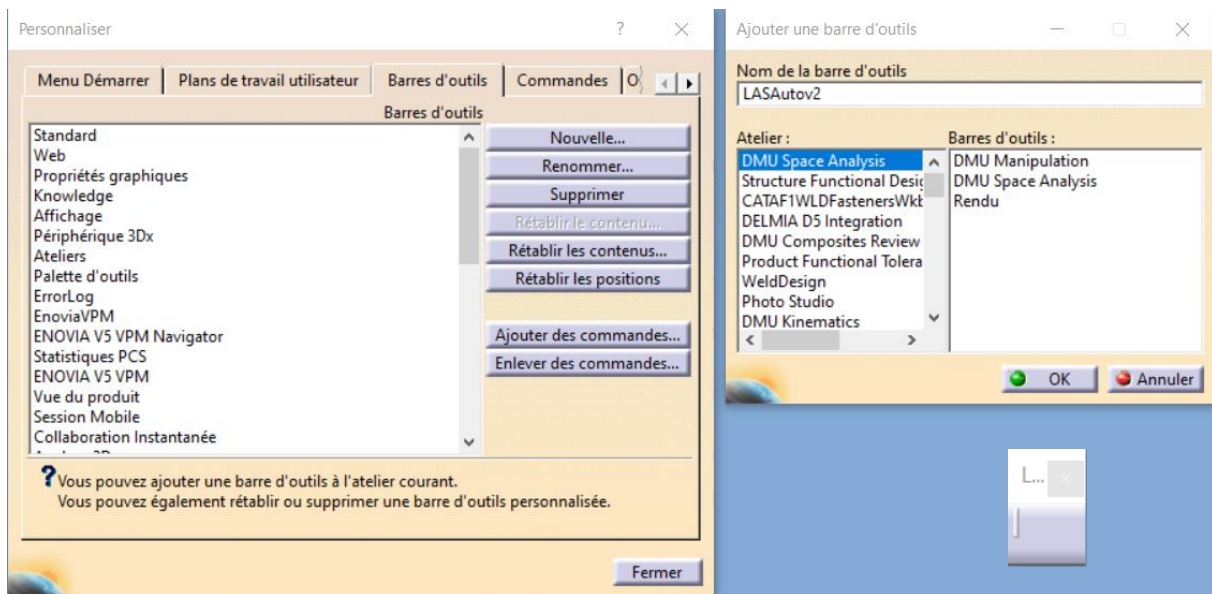 Personnaliser
?
Menu Démarrer
Plans de travail utilisateur
Barres d'outils
Commandes
Barres d'outils
Standard
Web
Propriétés graphiques
Knowledge
Affichage
Périphérique 3Dx
Ateliers
Palette d'outils
ErrorLog
EnoviaVPM
ENOVIA V5 VPM Navigator
Statistiques PCS
ENOVIA V5 VPM
Vue du produit
Session Mobile
Collaboration Instantanée
Nouvelle...
Renommer...
Supprimer
Rétablir le contenu...
Rétablir les contenus...
Rétablir les positions
Ajouter des commandes...
Enlever des commandes...
? Vous pouvez ajouter une barre d'outils à l'atelier courant.
Vous pouvez également rétablir ou supprimer une barre d'outils personnalisée.
Fermer
Ajouter une barre d'outils
Nom de la barre d'outils
LASAutov2
Atelier :
DMU Space Analysis
Structure Functional Desig
CATAF1WLDFastenersWkb
DELMIA D5 Integration
DMU Composites Review
Product Functional Tolera
WeldDesign
Photo Studio
DMU Kinematics
Barres d'outils :
DMU Manipulation
DMU Space Analysis
Rendu
OK
Annuler
L...